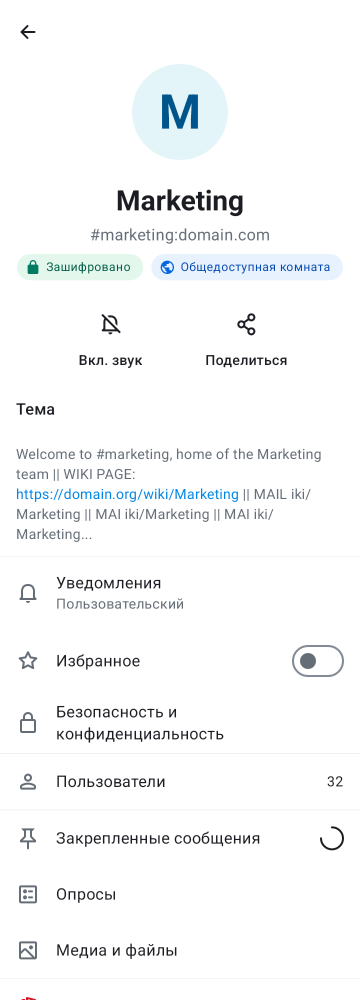 M
Marketing
#marketing:domain.com
Зашифровано
Общедоступная комната
Вкл. звук
Поделиться
Тема
Welcome to #marketing, home of the Marketing
team || WIKI PAGE:
https://domain.org/wiki/Marketing || MAIL iki/
Marketing || MAI iki/Marketing || MAI iki/
Marketing...
Уведомления
Пользовательский
Избранное
Безопасность и
конфиденциальность
Пользователи
32
Закрепленные сообщения
Опросы
Медиа и файлы